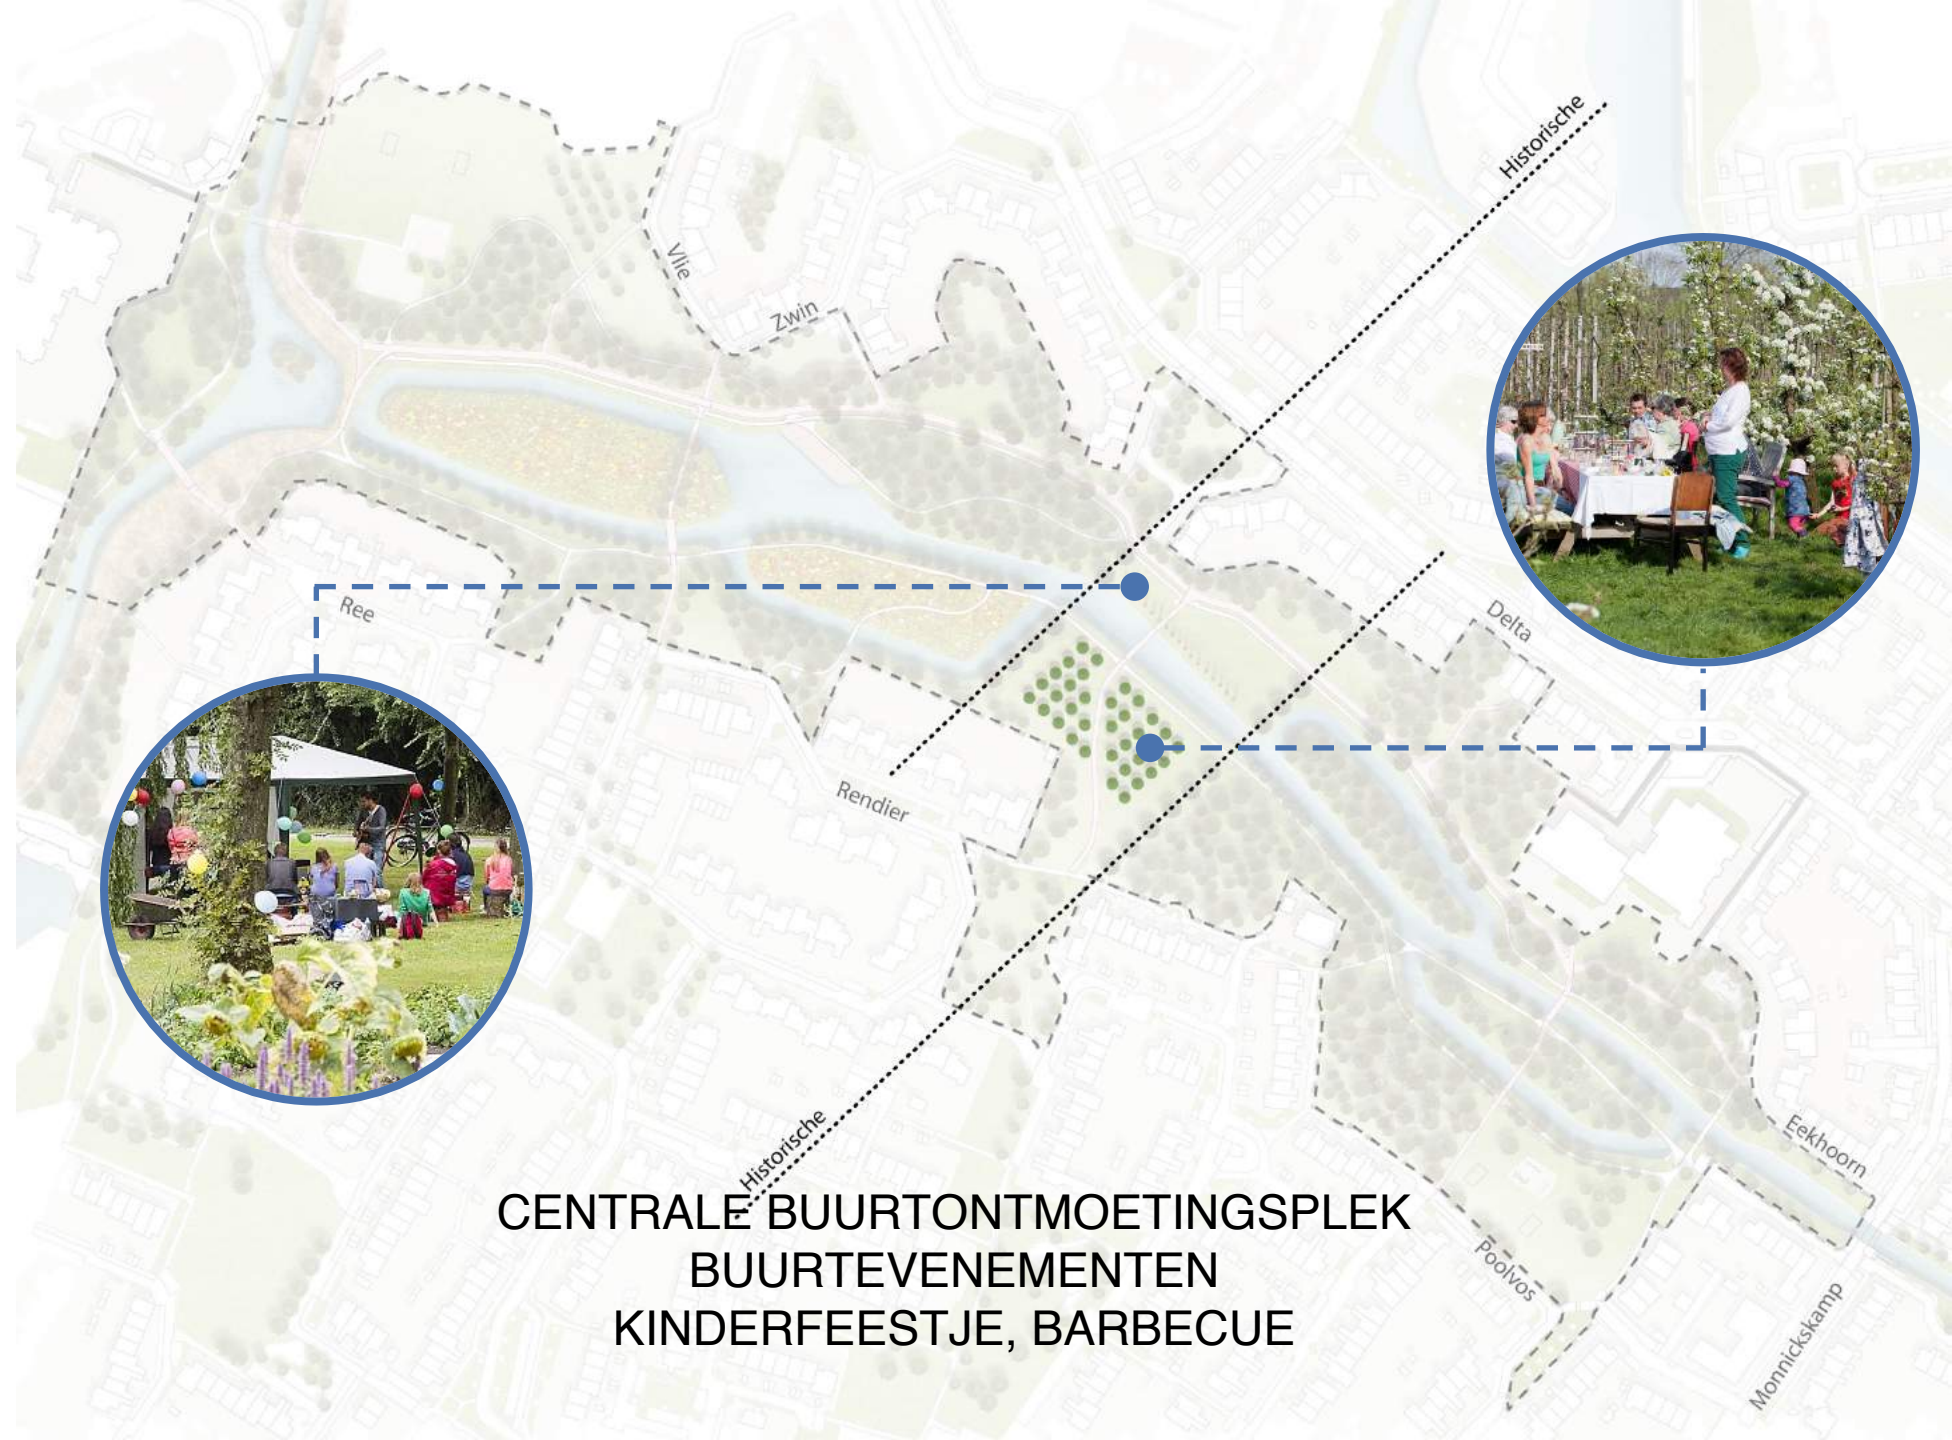 Historische
Vlie
Zwin
Ree
Delta
Rendier
Historische
Eekhoorn
Poolvos
Monnickskamp
CENTRALE BUURTONTMOETINGSPLEK
BUURTEVENEMENTEN
KINDERFEESTJE, BARBECUE